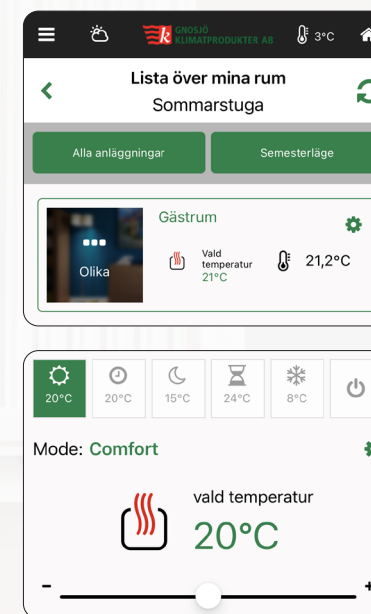 GNOSJÖ
KLIMATPRODUKTER AB
3°C
Lista över mina rum
Sommarstuga
Alla anläggningar
Semesterläge
Gästrum
Olika
Vald
temperatur
21°C
21,2°C
20°C
20°C
15°C
24°C
8°C
Mode: Comfort
vald temperatur
20°C
- +